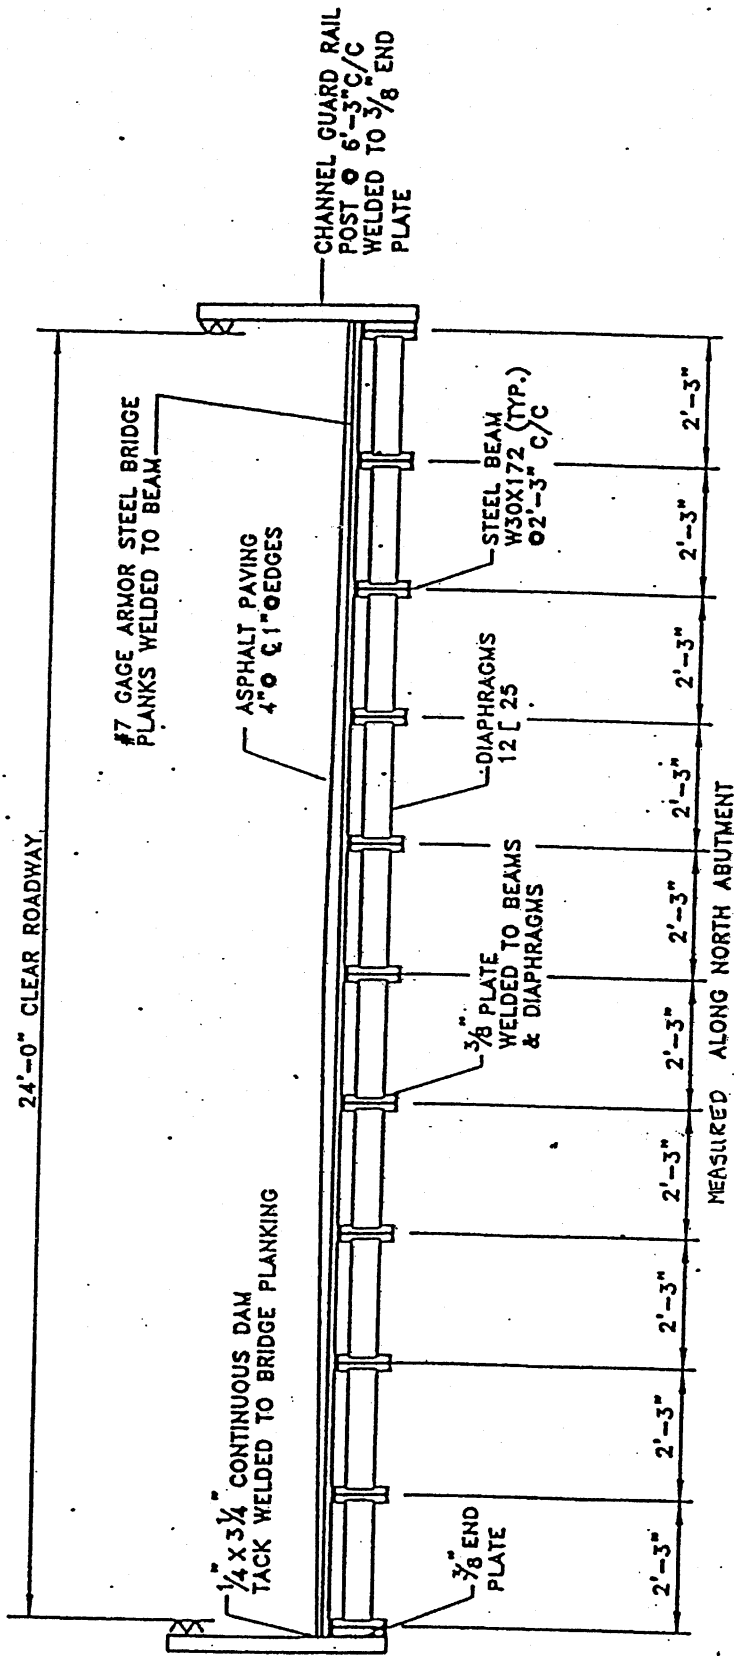 24'-0" CLEAR ROADWAY
1/4" X 3 1/4" CONTINUOUS DAM
TACK WELDED TO BRIDGE PLANKING
ASPHALT PAVING
4" @ ℄ 1" @ EDGES
#7 GAGE ARMOR STEEL BRIDGE
PLANKS WELDED TO BEAM
CHANNEL GUARD RAIL
POST @ 6'-3" C/C
WELDED TO 3/8" END
PLATE
3/8" END
PLATE
3/8" PLATE
WELDED TO BEAMS
& DIAPHRAGMS
DIAPHRAGMS
12 [ 25
STEEL BEAM
W30X172 (TYP.)
@2'-3" C/C
2'-3"
2'-3"
2'-3"
2'-3"
2'-3"
2'-3"
2'-3"
2'-3"
2'-3"
2'-3"
MEASURED ALONG NORTH ABUTMENT